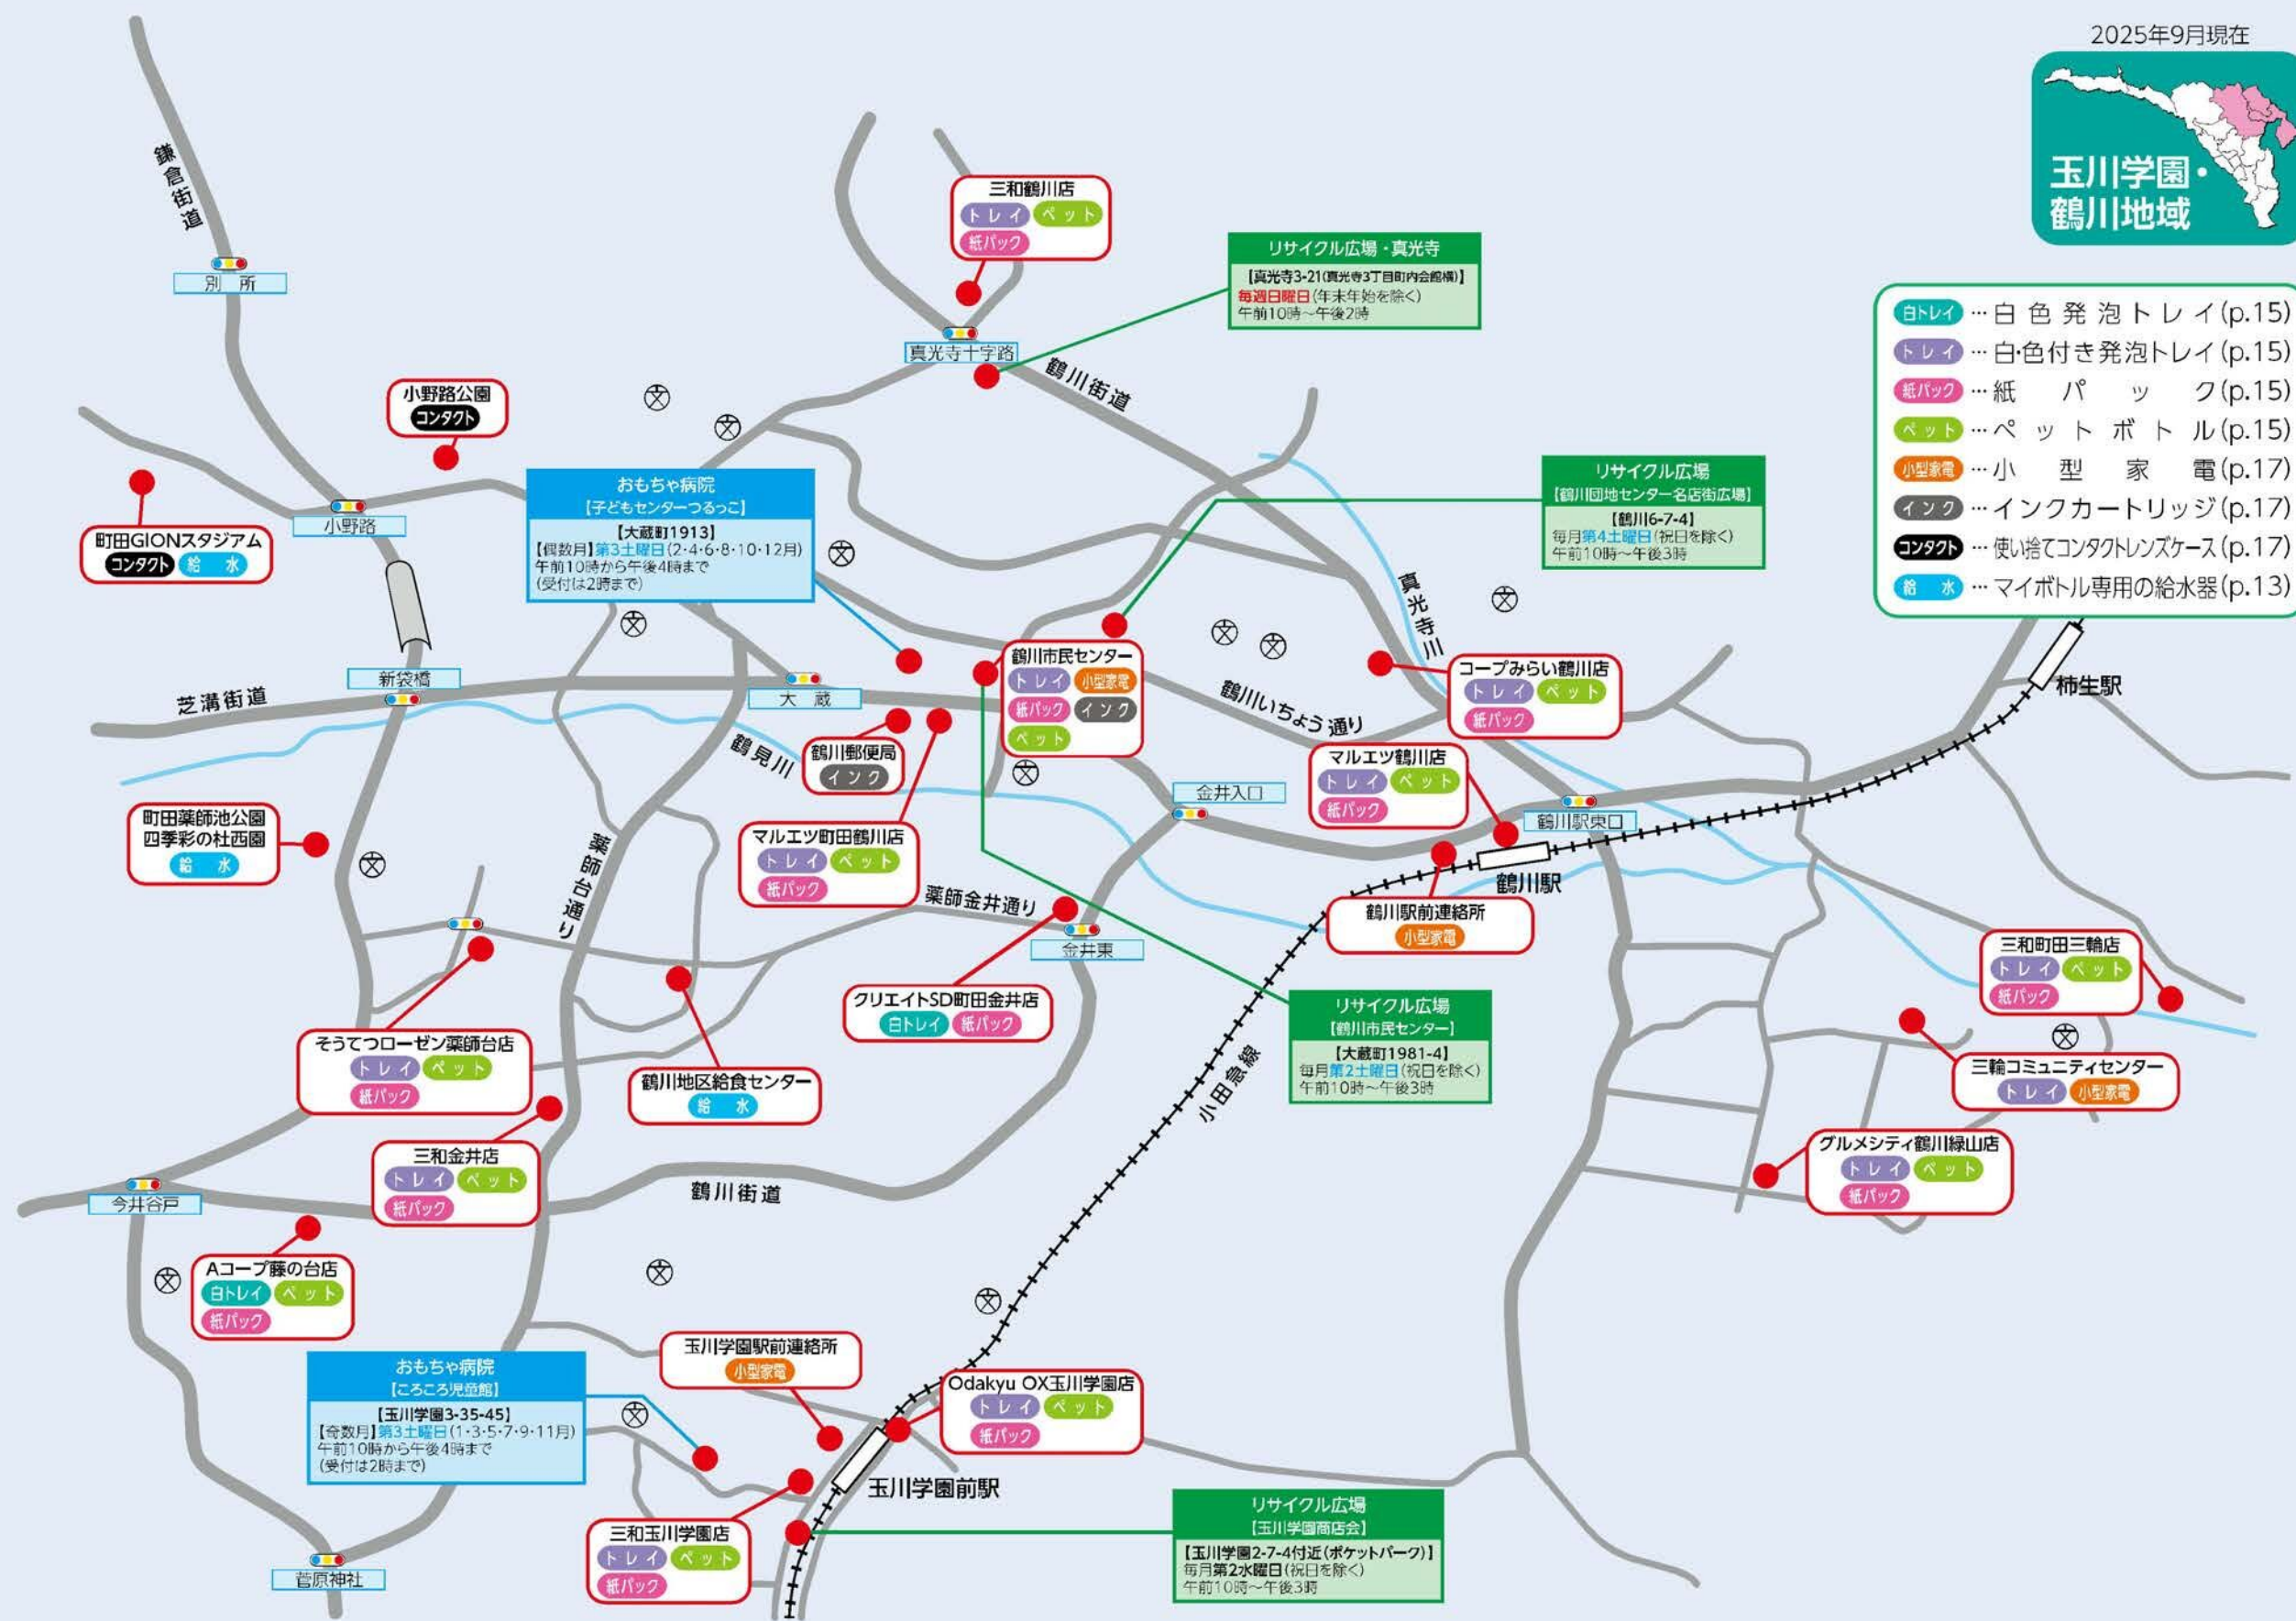 2025年9月現在
玉川学園・
鶴川地域
白トレイ…白色発泡トレイ(p.15)
トレイ…白・色付き発泡トレイ(p.15)
紙パック…紙パック(p.15)
ペット…ペットボトル(p.15)
小型家電…小型家電(p.17)
インク…インクカートリッジ(p.17)
コンタクト…使い捨てコンタクトレンズケース(p.17)
給水…マイボトル専用の給水器(p.13)
鎌倉街道
別所
三和鶴川店
トレイ ペット
紙パック
リサイクル広場・真光寺
【真光寺3-21(真光寺3丁目町内会館横)】
毎週日曜日(年末年始を除く)
午前10時～午後2時
真光寺十字路
鶴川街道
小野路公園
コンタクト
町田GIONスタジアム
コンタクト 給水
小野路
おもちゃ病院
【子どもセンターつるっこ】
【大蔵町1913】
【偶数月】第3土曜日(2・4・6・8・10・12月)
午前10時から午後4時まで
(受付は2時まで)
リサイクル広場
【鶴川団地センター名店街広場】
【鶴川6-7-4】
毎月第4土曜日(祝日を除く)
午前10時～午後3時
真光寺川
新袋橋
芝溝街道
大蔵
鶴見川
鶴川市民センター
トレイ 小型家電
紙パック インク
ペット
鶴川いちょう通り
コープみらい鶴川店
トレイ ペット
紙パック
柿生駅
鶴川郵便局
インク
マルエツ鶴川店
トレイ ペット
紙パック
金井入口
鶴川駅東口
鶴川駅
町田薬師池公園
四季彩の杜西園
給水
薬師台通り
マルエツ町田鶴川店
トレイ ペット
紙パック
薬師金井通り
金井東
鶴川駅前連絡所
小型家電
三和町田三輪店
トレイ ペット
紙パック
クリエイトSD町田金井店
白トレイ 紙パック
リサイクル広場
【鶴川市民センター】
【大蔵町1981-4】
毎月第2土曜日(祝日を除く)
午前10時～午後3時
小田急線
そうてつローゼン薬師台店
トレイ ペット
紙パック
鶴川地区給食センター
給水
三輪コミュニティセンター
トレイ 小型家電
三和金井店
トレイ ペット
紙パック
グルメシティ鶴川緑山店
トレイ ペット
紙パック
今井谷戸
鶴川街道
Aコープ藤の台店
白トレイ ペット
紙パック
おもちゃ病院
【ころころ児童館】
【玉川学園3-35-45】
【奇数月】第3土曜日(1・3・5・7・9・11月)
午前10時から午後4時まで
(受付は2時まで)
玉川学園駅前連絡所
小型家電
Odakyu OX玉川学園店
トレイ ペット
紙パック
玉川学園前駅
三和玉川学園店
トレイ ペット
紙パック
リサイクル広場
【玉川学園商店会】
【玉川学園2-7-4付近(ポケットパーク)】
毎月第2水曜日(祝日を除く)
午前10時～午後3時
菅原神社